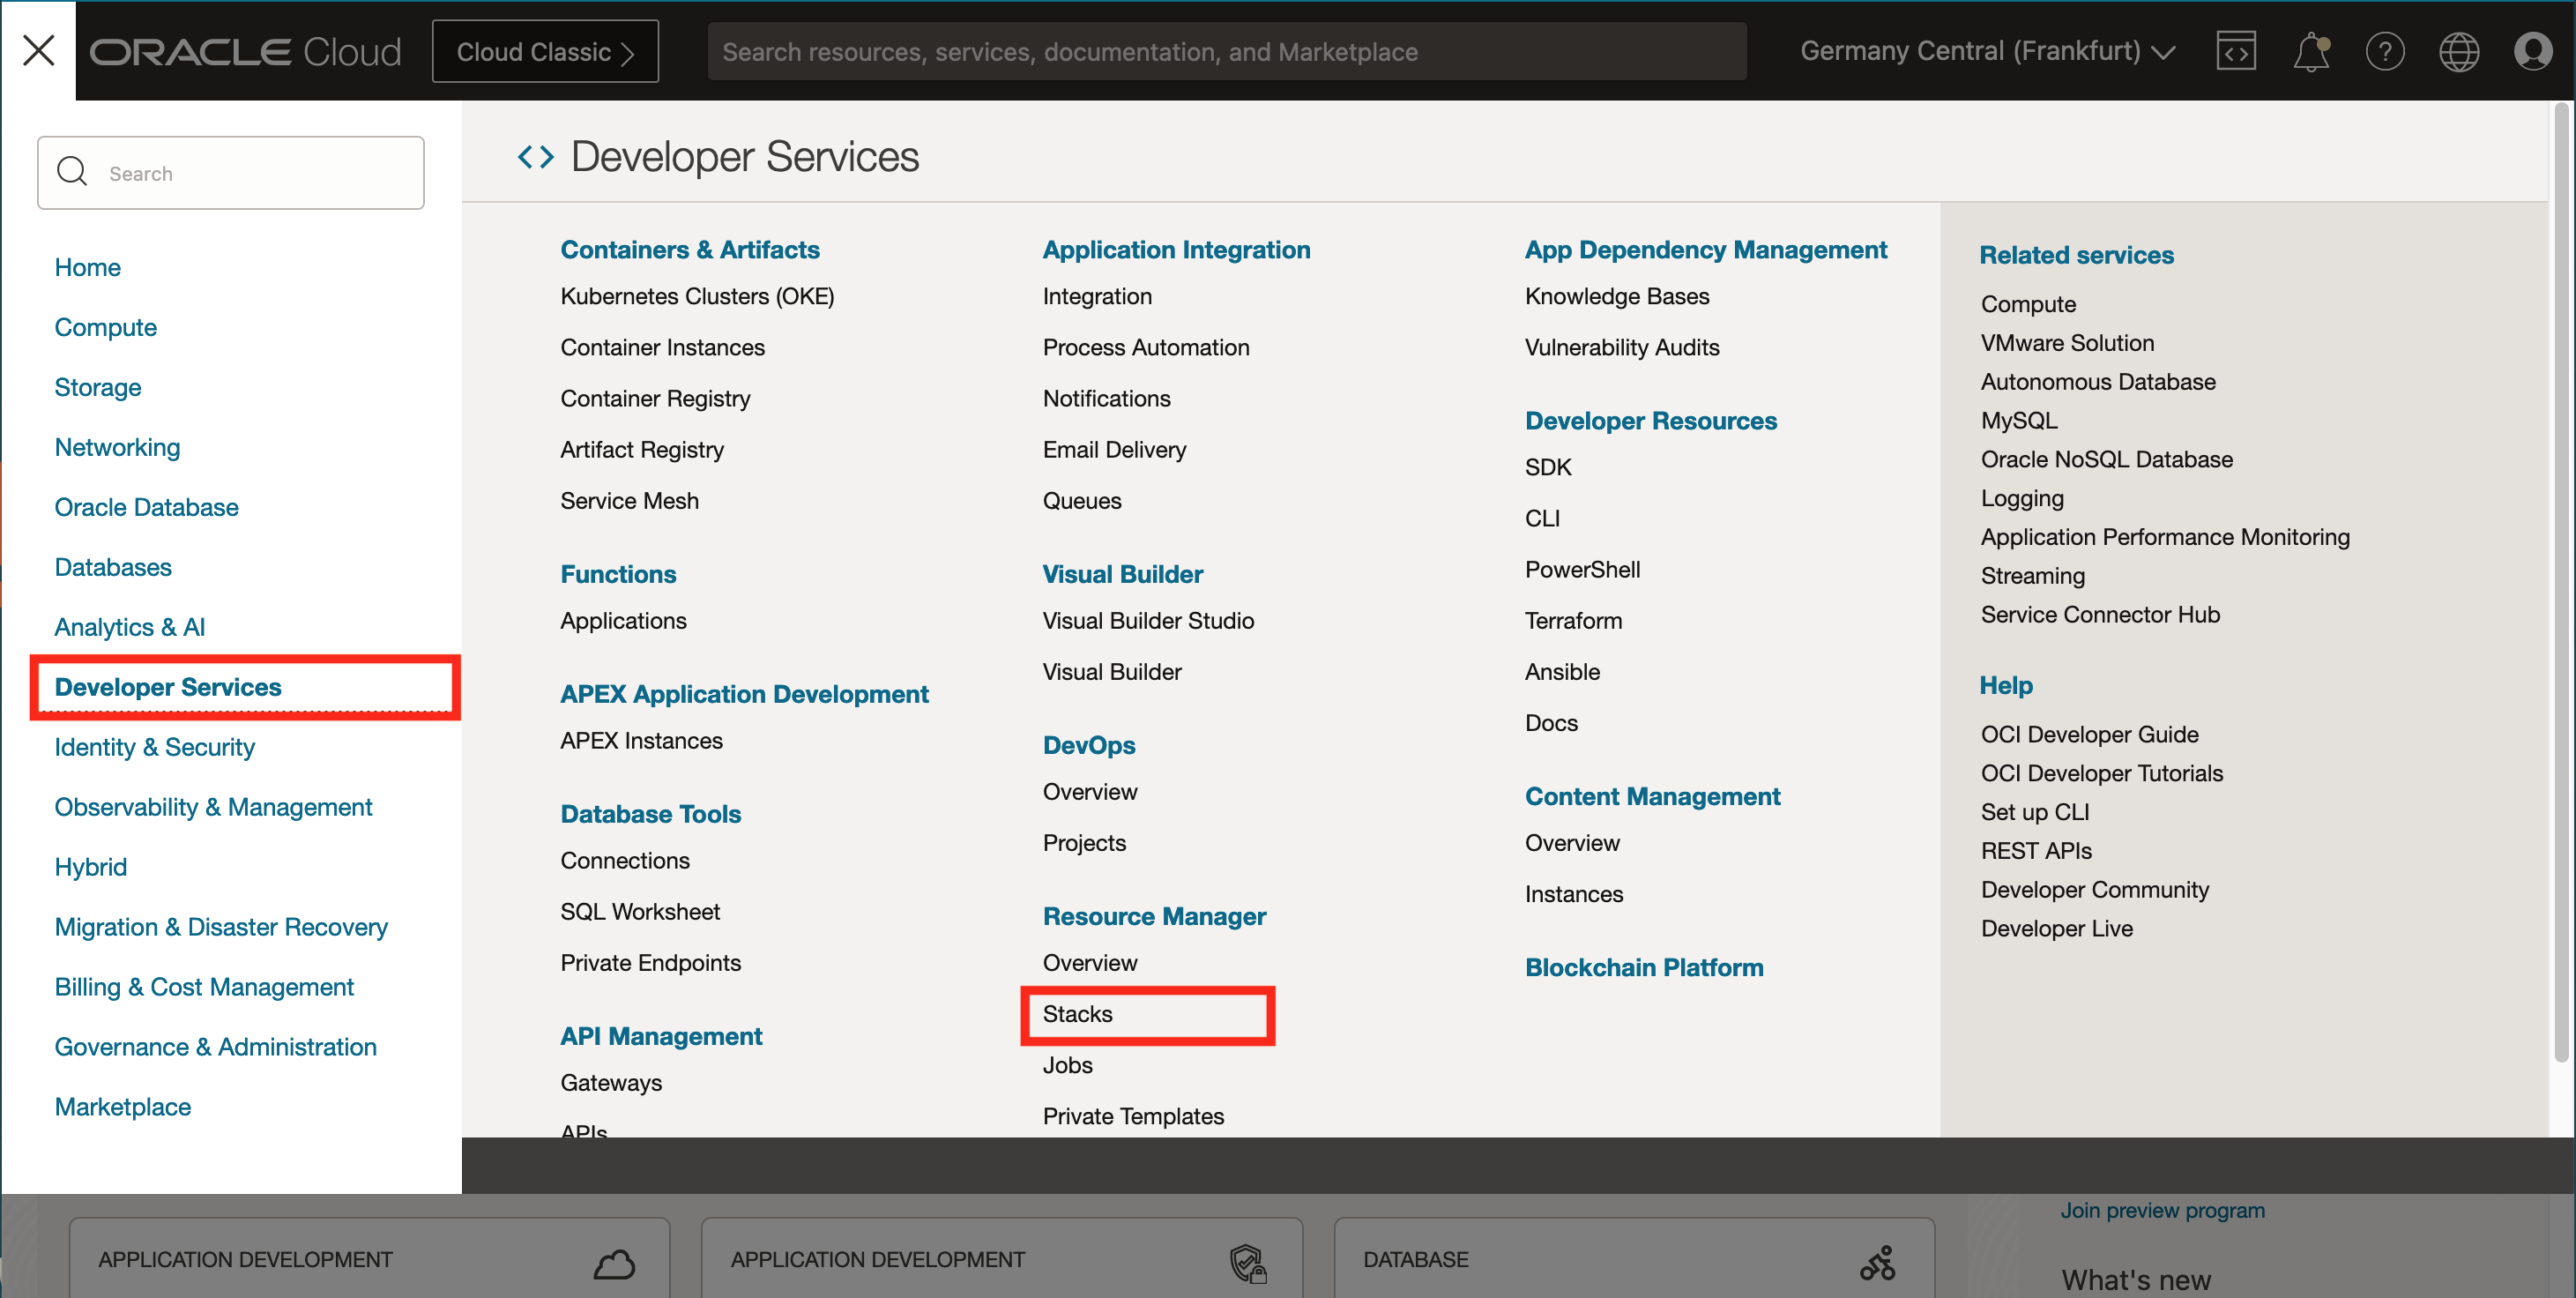 ORACLE Cloud
Cloud Classic
Search resources, services, documentation, and Marketplace
Germany Central (Frankfurt)
Search
Home
Compute
Storage
Networking
Oracle Database
Databases
Analytics & AI
Developer Services
Identity & Security
Observability & Management
Hybrid
Migration & Disaster Recovery
Billing & Cost Management
Governance & Administration
Marketplace
Developer Services
Containers & Artifacts
Kubernetes Clusters (OKE)
Container Instances
Container Registry
Artifact Registry
Service Mesh
Functions
Applications
APEX Application Development
APEX Instances
Database Tools
Connections
SQL Worksheet
Private Endpoints
API Management
Gateways
APIs
Application Integration
Integration
Process Automation
Notifications
Email Delivery
Queues
Visual Builder
Visual Builder Studio
Visual Builder
DevOps
Overview
Projects
Resource Manager
Overview
Stacks
Jobs
Private Templates
App Dependency Management
Knowledge Bases
Vulnerability Audits
Developer Resources
SDK
CLI
PowerShell
Terraform
Ansible
Docs
Content Management
Overview
Instances
Blockchain Platform
Related services
Compute
VMware Solution
Autonomous Database
MySQL
Oracle NoSQL Database
Logging
Application Performance Monitoring
Streaming
Service Connector Hub
Help
OCI Developer Guide
OCI Developer Tutorials
Set up CLI
REST APIs
Developer Community
Developer Live
APPLICATION DEVELOPMENT
APPLICATION DEVELOPMENT
DATABASE
Join preview program
What's new